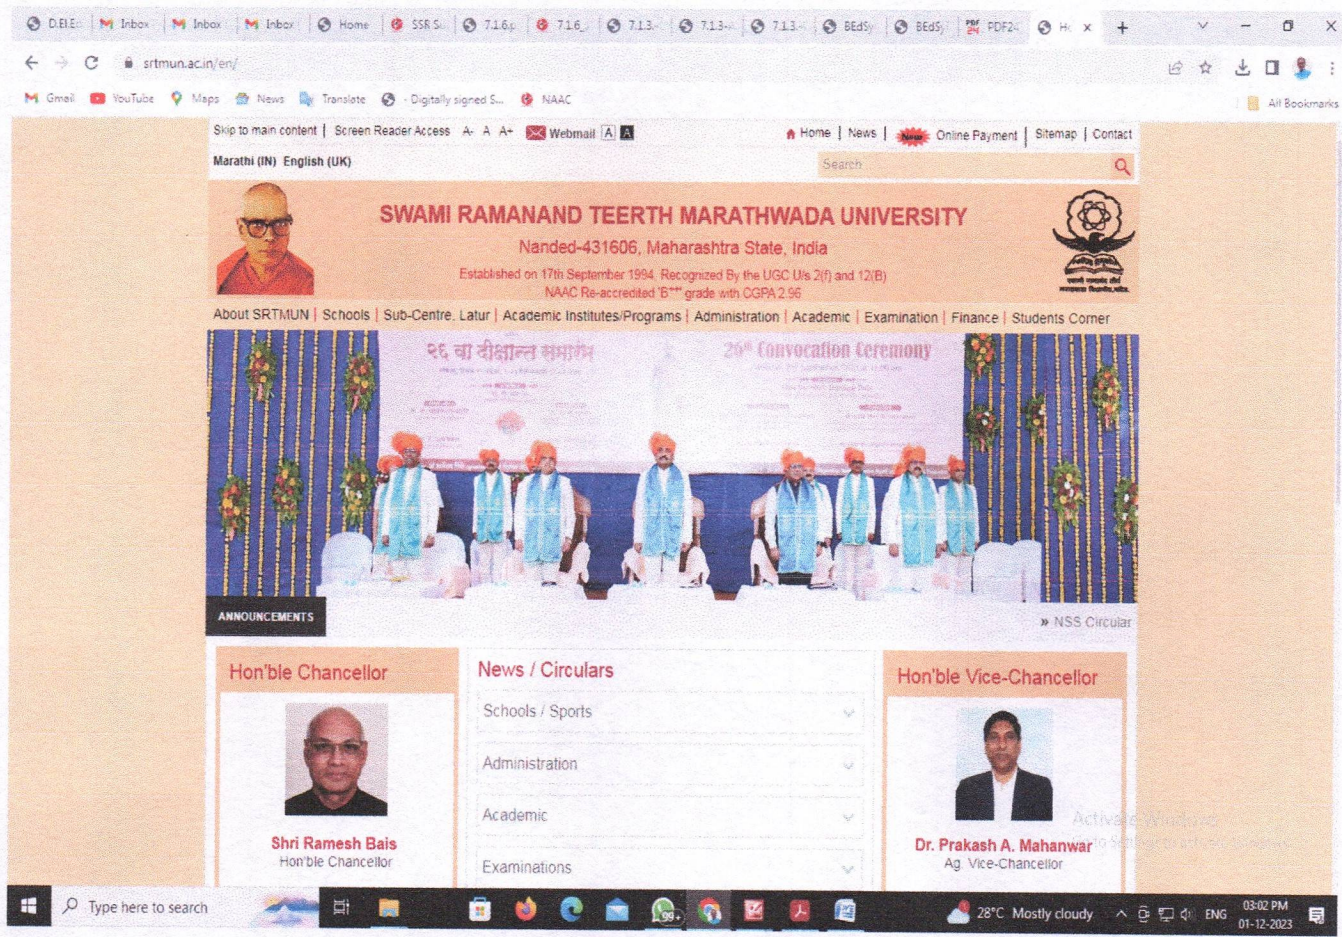 D.El.E Inbox Inbox Inbox Home SSR S 7.1.6.p 7.1.6_ 7.1.3- 7.1.3- 7.1.3- BEdSy BEdSy PDF24
srtmun.ac.in/en/
Gmail YouTube Maps News Translate - Digitally signed S... NAAC All Bookmarks
Skip to main content | Screen Reader Access A- A A+ Webmail A A Home | News | New Online Payment | Sitemap | Contact
Marathi (IN) English (UK) Search
SWAMI RAMANAND TEERTH MARATHWADA UNIVERSITY
Nanded-431606, Maharashtra State, India
Established on 17th September 1994, Recognized By the UGC U/s 2(f) and 12(B)
NAAC Re-accredited 'B++' grade with CGPA 2.96
About SRTMUN | Schools | Sub-Centre, Latur | Academic Institutes/Programs | Administration | Academic | Examination | Finance | Students Corner
२६ वा दीक्षान्त समारंभ 26th Convocation Ceremony
ANNOUNCEMENTS » NSS Circular
Hon'ble Chancellor
Shri Ramesh Bais
Hon'ble Chancellor
News / Circulars
Schools / Sports
Administration
Academic
Examinations
Hon'ble Vice-Chancellor
Dr. Prakash A. Mahanwar
Ag. Vice-Chancellor
Activate Windows
Type here to search 99+ 28°C Mostly cloudy ENG 03:02 PM
01-12-2023